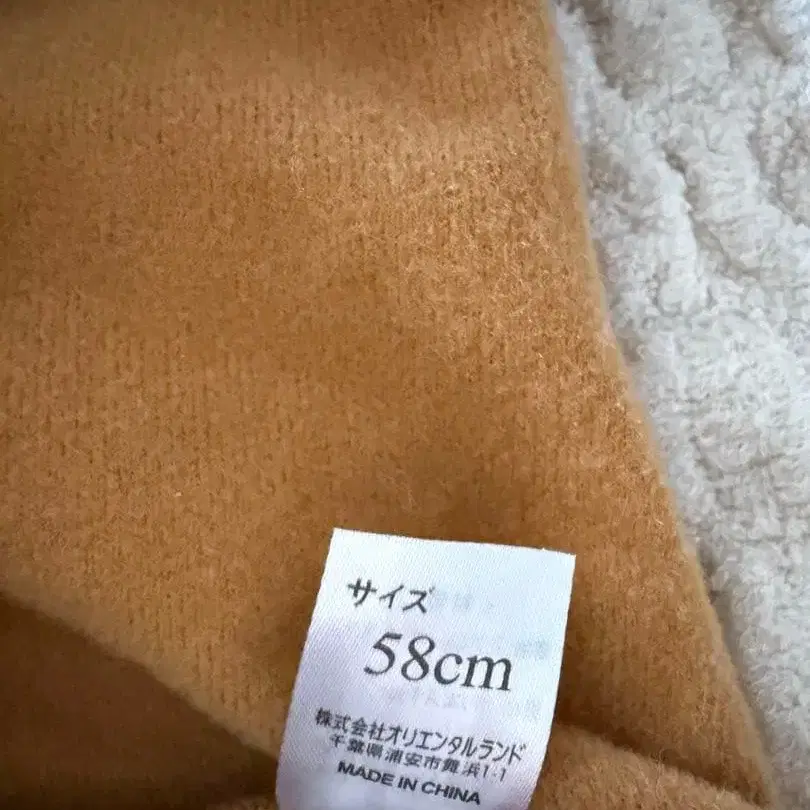 サイズ
58cm
株式会社オリエンタルランド
千葉県浦安市舞浜1-1
MADE IN CHINA